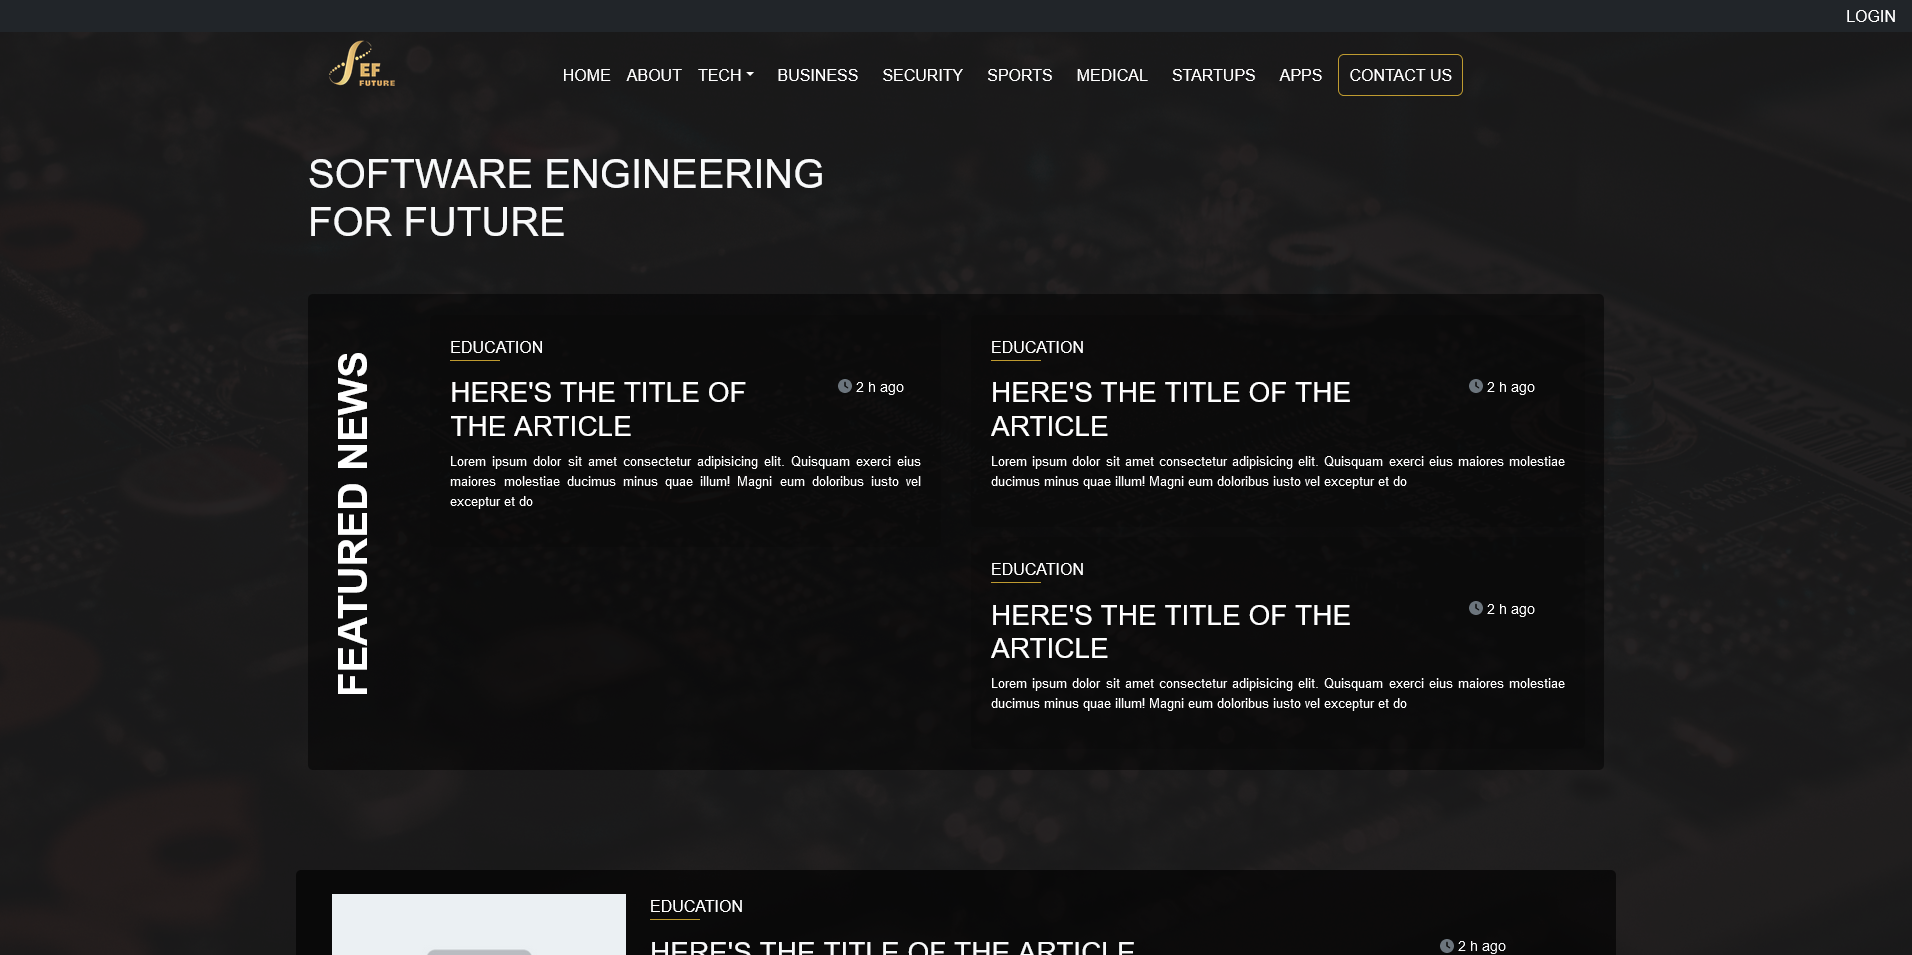 LOGIN
EF
FUTURE
HOME ABOUT TECH BUSINESS SECURITY SPORTS MEDICAL STARTUPS APPS CONTACT US
SOFTWARE ENGINEERING
FOR FUTURE
FEATURED NEWS
EDUCATION
HERE'S THE TITLE OF
THE ARTICLE
2 h ago
Lorem ipsum dolor sit amet consectetur adipisicing elit. Quisquam exerci eius
maiores molestiae ducimus minus quae illum! Magni eum doloribus iusto vel
exceptur et do
EDUCATION
HERE'S THE TITLE OF THE
ARTICLE
2 h ago
Lorem ipsum dolor sit amet consectetur adipisicing elit. Quisquam exerci eius maiores molestiae
ducimus minus quae illum! Magni eum doloribus iusto vel exceptur et do
EDUCATION
HERE'S THE TITLE OF THE
ARTICLE
2 h ago
Lorem ipsum dolor sit amet consectetur adipisicing elit. Quisquam exerci eius maiores molestiae
ducimus minus quae illum! Magni eum doloribus iusto vel exceptur et do
EDUCATION
HERE'S THE TITLE OF THE ARTICLE
2 h ago